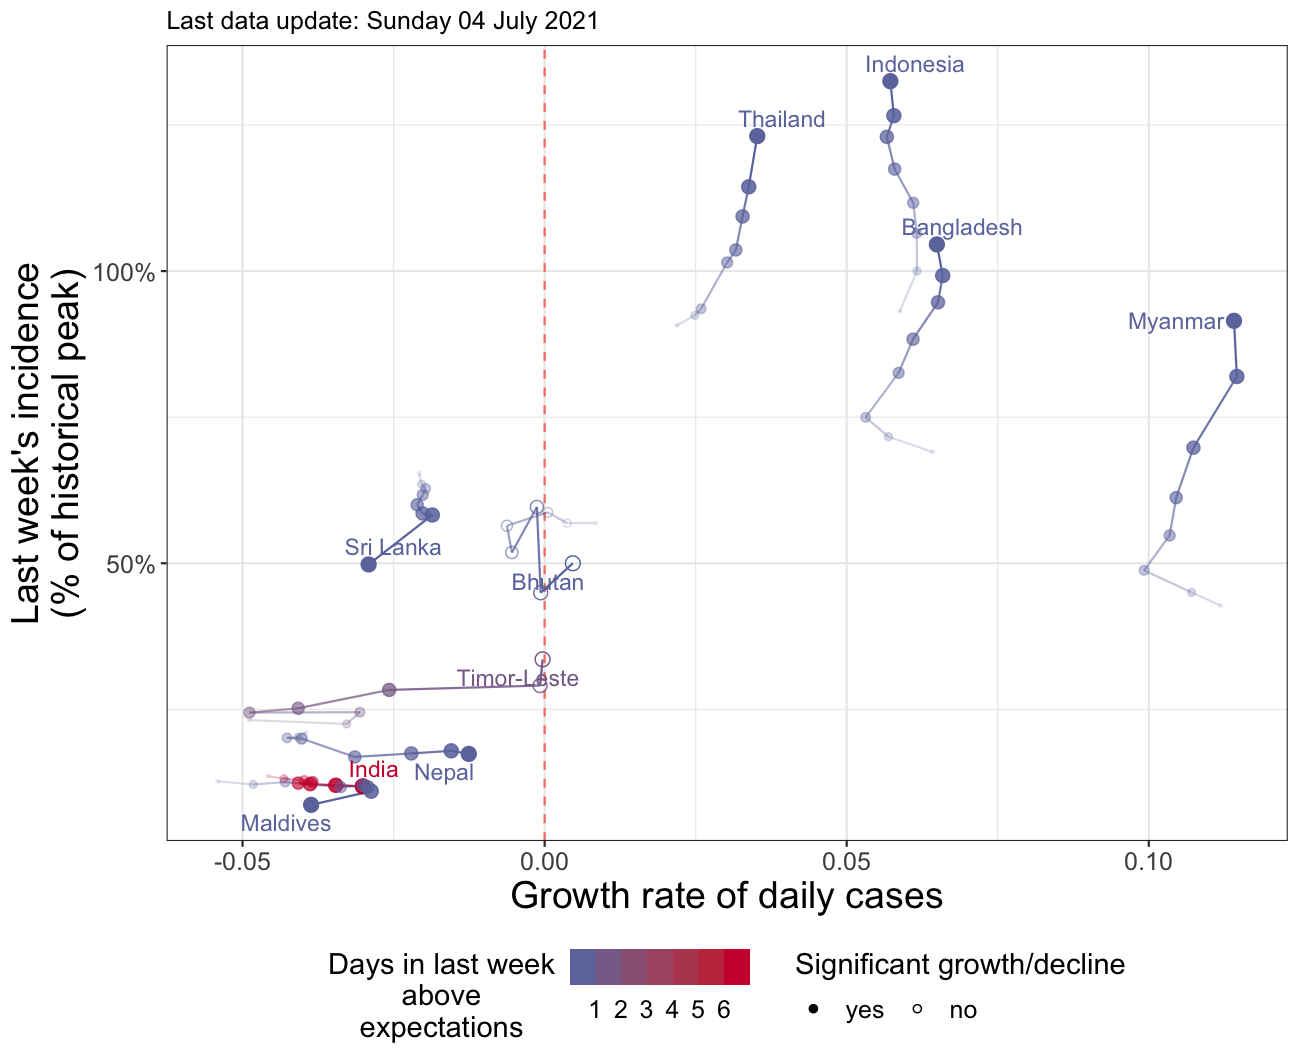 Last data update: Sunday 04 July 2021
Indonesia
Thailand
Bangladesh
100%
Myanmar
Last week's incidence
(% of historical peak)
Sri Lanka
50%
Bhutan
Timor-Leste
India
Nepal
Maldives
-0.05 0.00 0.05 0.10
Growth rate of daily cases
Days in last week
above
expectations
1 2 3 4 5 6
Significant growth/decline
yes no